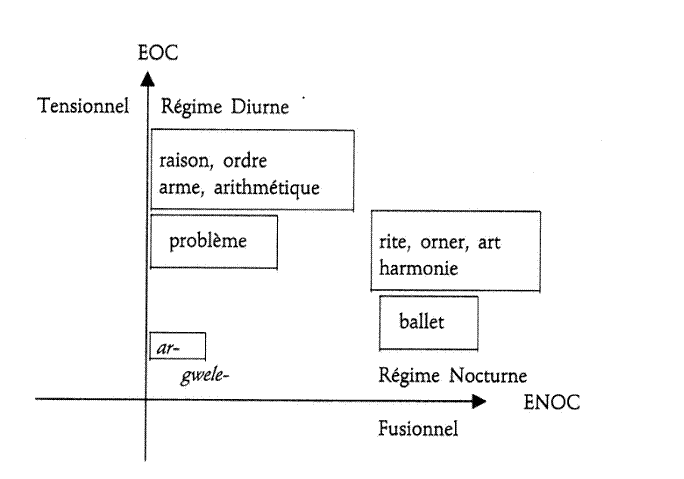 EOC
Tensionnel
Régime Diurne
raison, ordre
arme, arithmétique
problème
rite, orner, art
harmonie
ballet
ar-
gwele-
Régime Nocturne
ENOC
Fusionnel